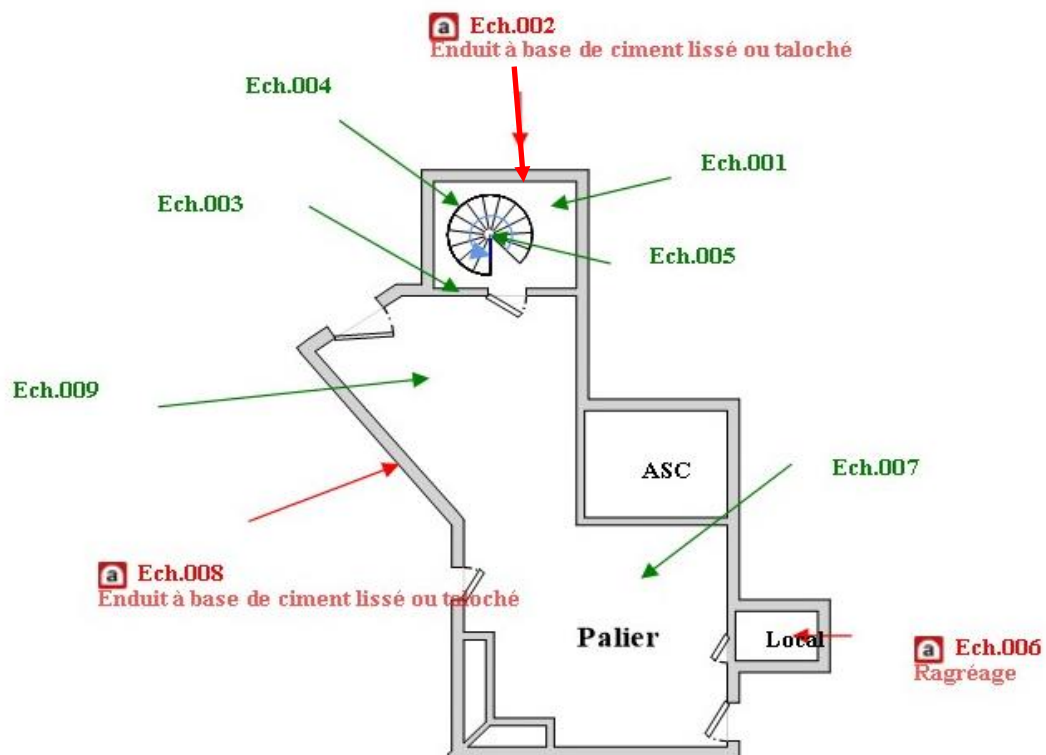 a Ech.002
Enduit à base de ciment lissé ou taloché
Ech.004
Ech.001
Ech.003
Ech.005
Ech.009
ASC
Ech.007
a Ech.008
Enduit à base de ciment lissé ou taloché
Palier
Local
a Ech.006
Ragréage